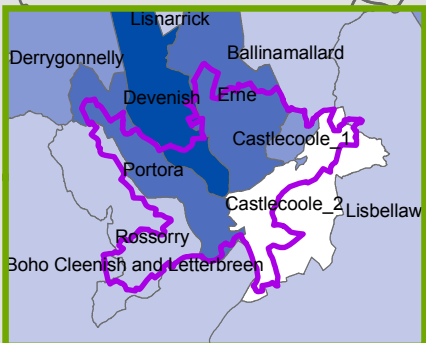 Lisnarrick
Derrygonnelly
Ballinamallard
Devenish
Erne
Castlecoole_1
Portora
Castlecoole_2
Lisbellaw
Rossorry
Boho Cleenish and Letterbreen